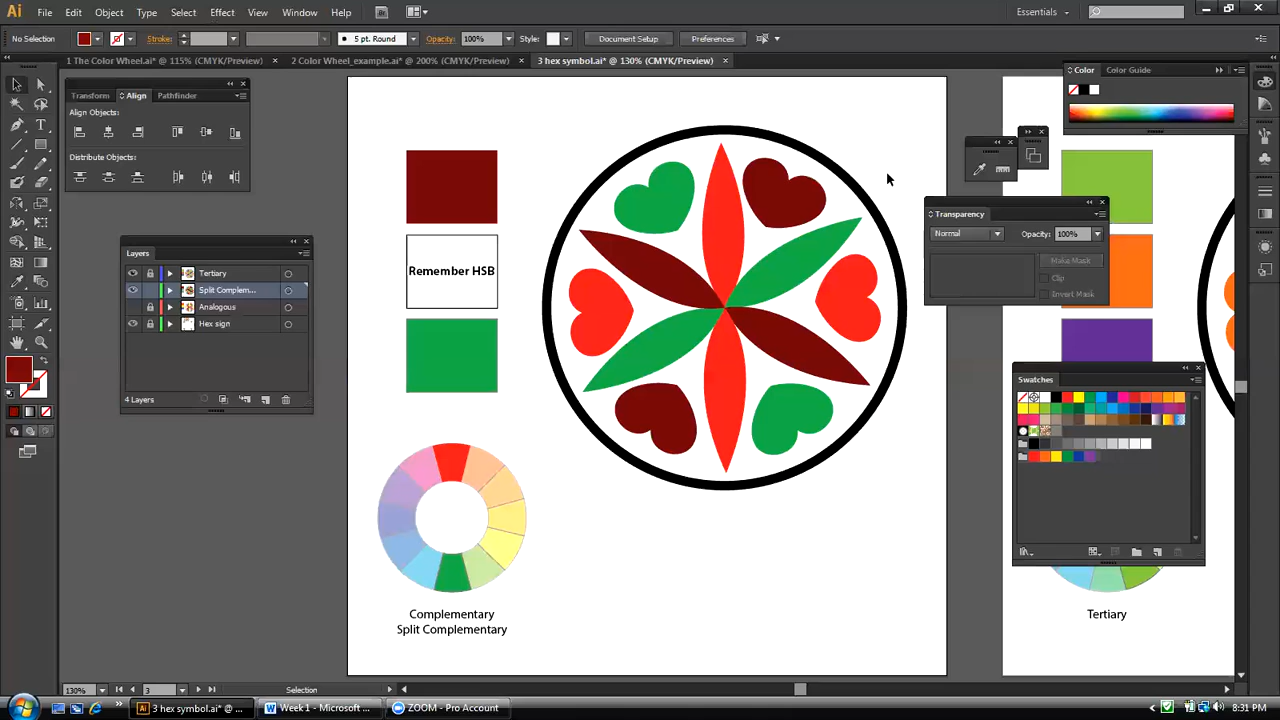 Ai File Edit Object Type Select Effect View Window Help Br Essentials
No Selection Stroke: 5 pt. Round Opacity: 100% Style: Document Setup Preferences
1 The Color Wheel.ai* @ 115% (CMYK/Preview) × 2 Color Wheel_example.ai* @ 200% (CMYK/Preview) × 3 hex symbol.ai* @ 130% (CMYK/Preview) ×
Transform Align Pathfinder
Align Objects:
Distribute Objects:
Color Color Guide
Layers
Tertiary
Split Complem...
Analogous
Hex sign
4 Layers
Remember HSB
Complementary
Split Complementary
Transparency
Normal Opacity: 100%
Make Mask
Clip
Invert Mask
Swatches
Tertiary
130% 3 Selection
3 hex symbol.ai* @ ... Week1 - Microsoft ... ZOOM - Pro Account 8:31 PM